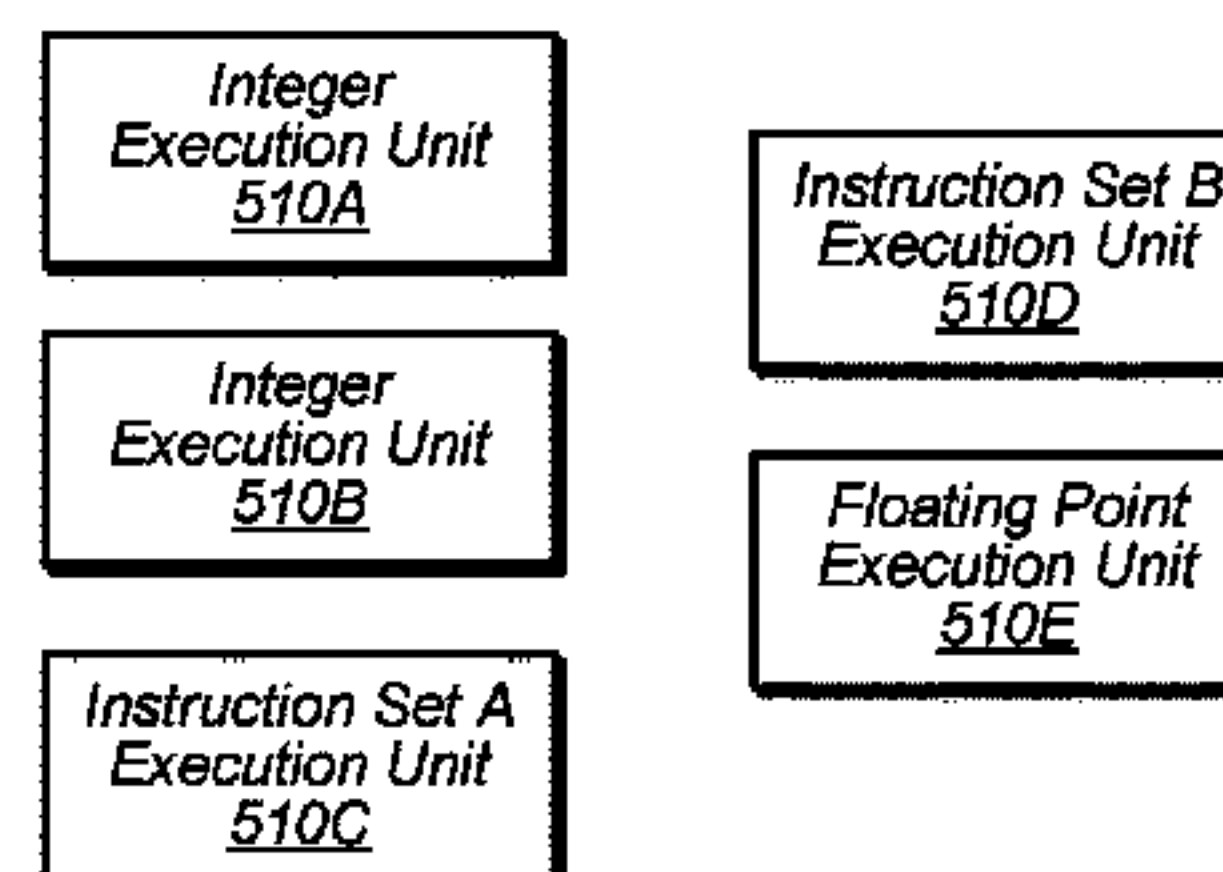 Integer
Execution Unit
510A
Integer
Execution Unit
510B
Instruction Set A
Execution Unit
510C
Instruction Set B
Execution Unit
510D
Floating Point
Execution Unit
510E